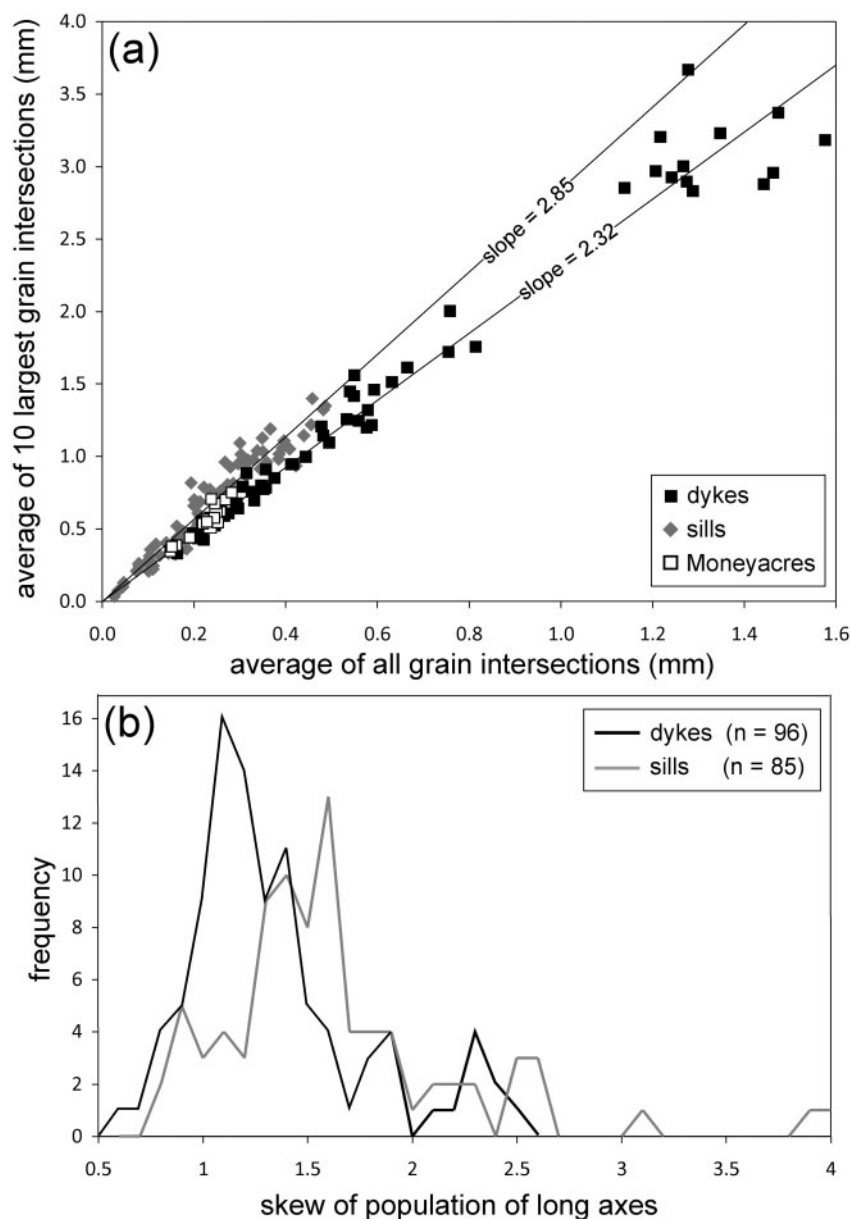 (a)
average of 10 largest grain intersections (mm)
4.0
3.5
3.0
2.5
2.0
1.5
1.0
0.5
0.0
slope = 2.85
slope = 2.32
dykes
sills
Moneyacres
0.0 0.2 0.4 0.6 0.8 1.0 1.2 1.4 1.6
average of all grain intersections (mm)
(b)
frequency
16
14
12
10
8
6
4
2
0
dykes (n = 96)
sills (n = 85)
0.5 1 1.5 2 2.5 3 3.5 4
skew of population of long axes